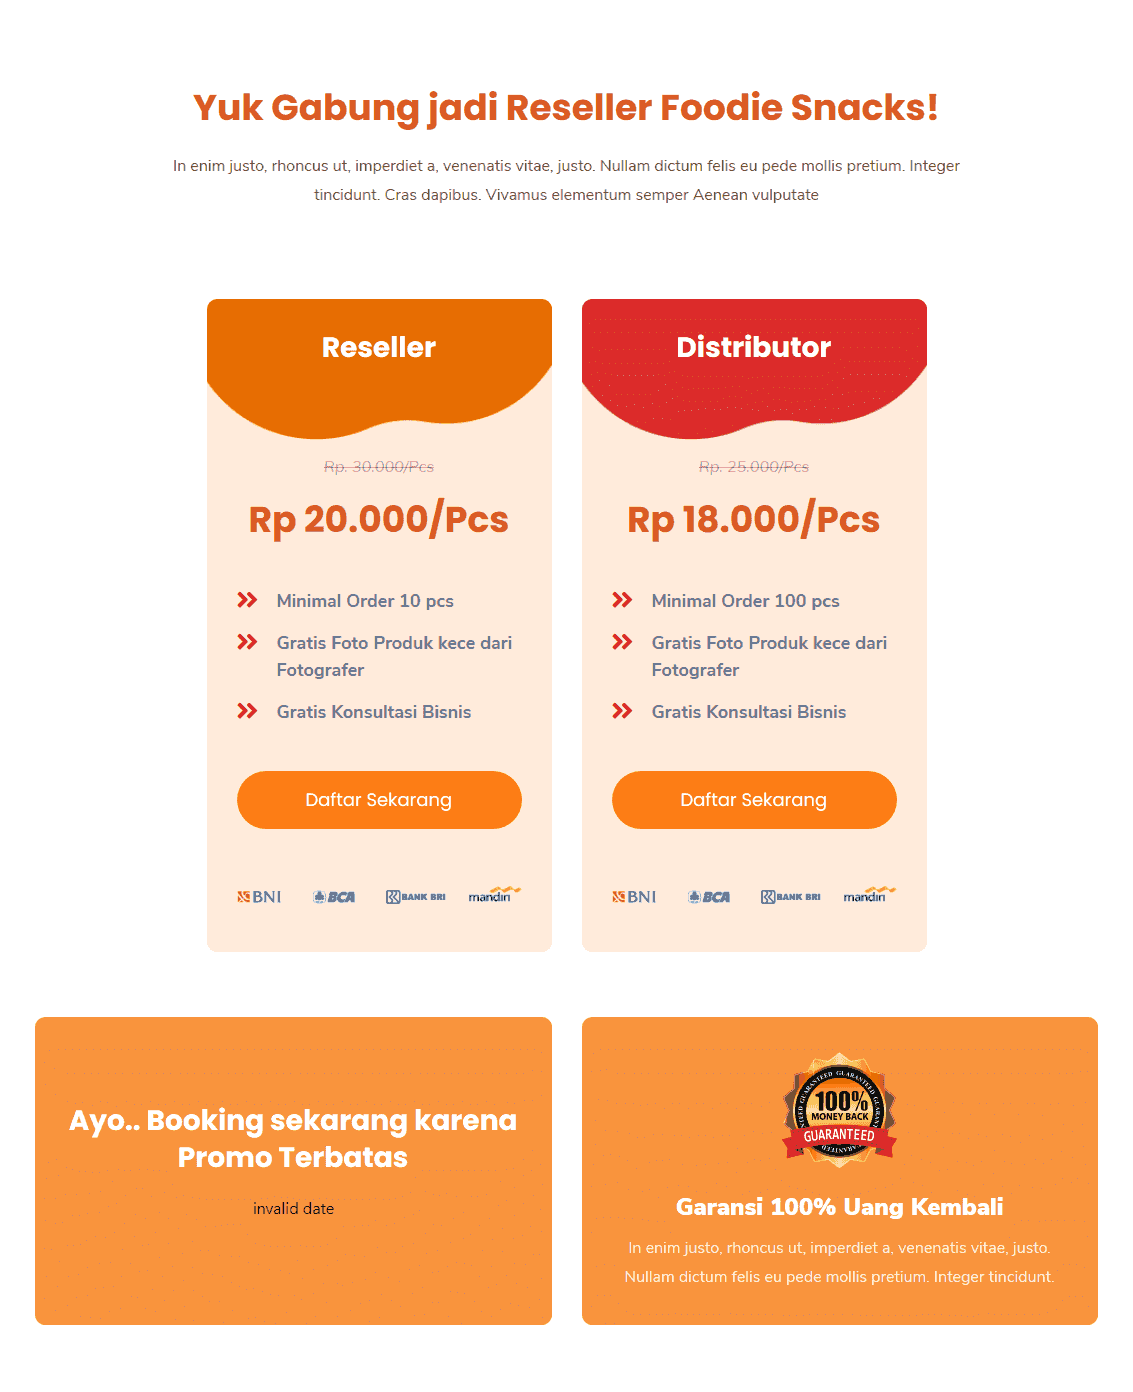 Yuk Gabung jadi Reseller Foodie Snacks!
In enim justo, rhoncus ut, imperdiet a, venenatis vitae, justo. Nullam dictum felis eu pede mollis pretium. Integer
tincidunt. Cras dapibus. Vivamus elementum semper Aenean vulputate
Reseller
Rp. 30.000/Pcs
Rp 20.000/Pcs
Minimal Order 10 pcs
Gratis Foto Produk kece dari
Fotografer
Gratis Konsultasi Bisnis
Daftar Sekarang
BNI BCA BANK BRI mandiri
Distributor
Rp. 25.000/Pcs
Rp 18.000/Pcs
Minimal Order 100 pcs
Gratis Foto Produk kece dari
Fotografer
Gratis Konsultasi Bisnis
Daftar Sekarang
BNI BCA BANK BRI mandiri
Ayo.. Booking sekarang karena
Promo Terbatas
invalid date
GUARANTEED GUARANTEED GUARANTEED
100%
MONEY BACK
GUARANTEED
GUARANTEED
Garansi 100% Uang Kembali
In enim justo, rhoncus ut, imperdiet a, venenatis vitae, justo.
Nullam dictum felis eu pede mollis pretium. Integer tincidunt.